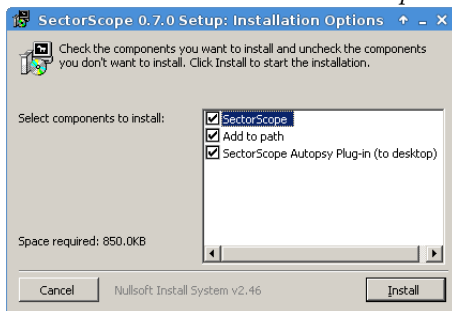 SectorScope 0.7.0 Setup: Installation Options
Check the components you want to install and uncheck the components
you don't want to install. Click Install to start the installation.
Select components to install:
SectorScope
Add to path
SectorScope Autopsy Plug-in (to desktop)
Space required: 850.0KB
Cancel
Nullsoft Install System v2.46
Install